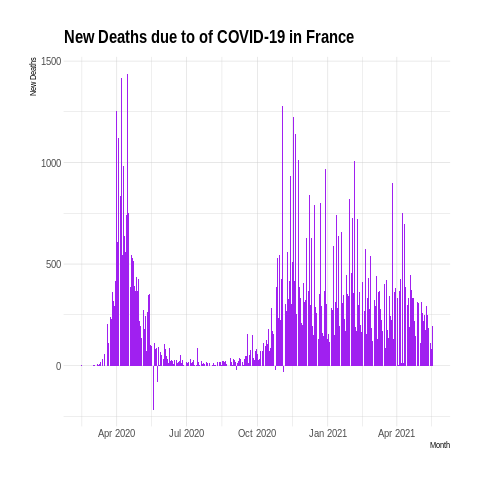 New Deaths due to of COVID-19 in France
New Deaths
1500
1000
500
0
Apr 2020 Jul 2020 Oct 2020 Jan 2021 Apr 2021
Month